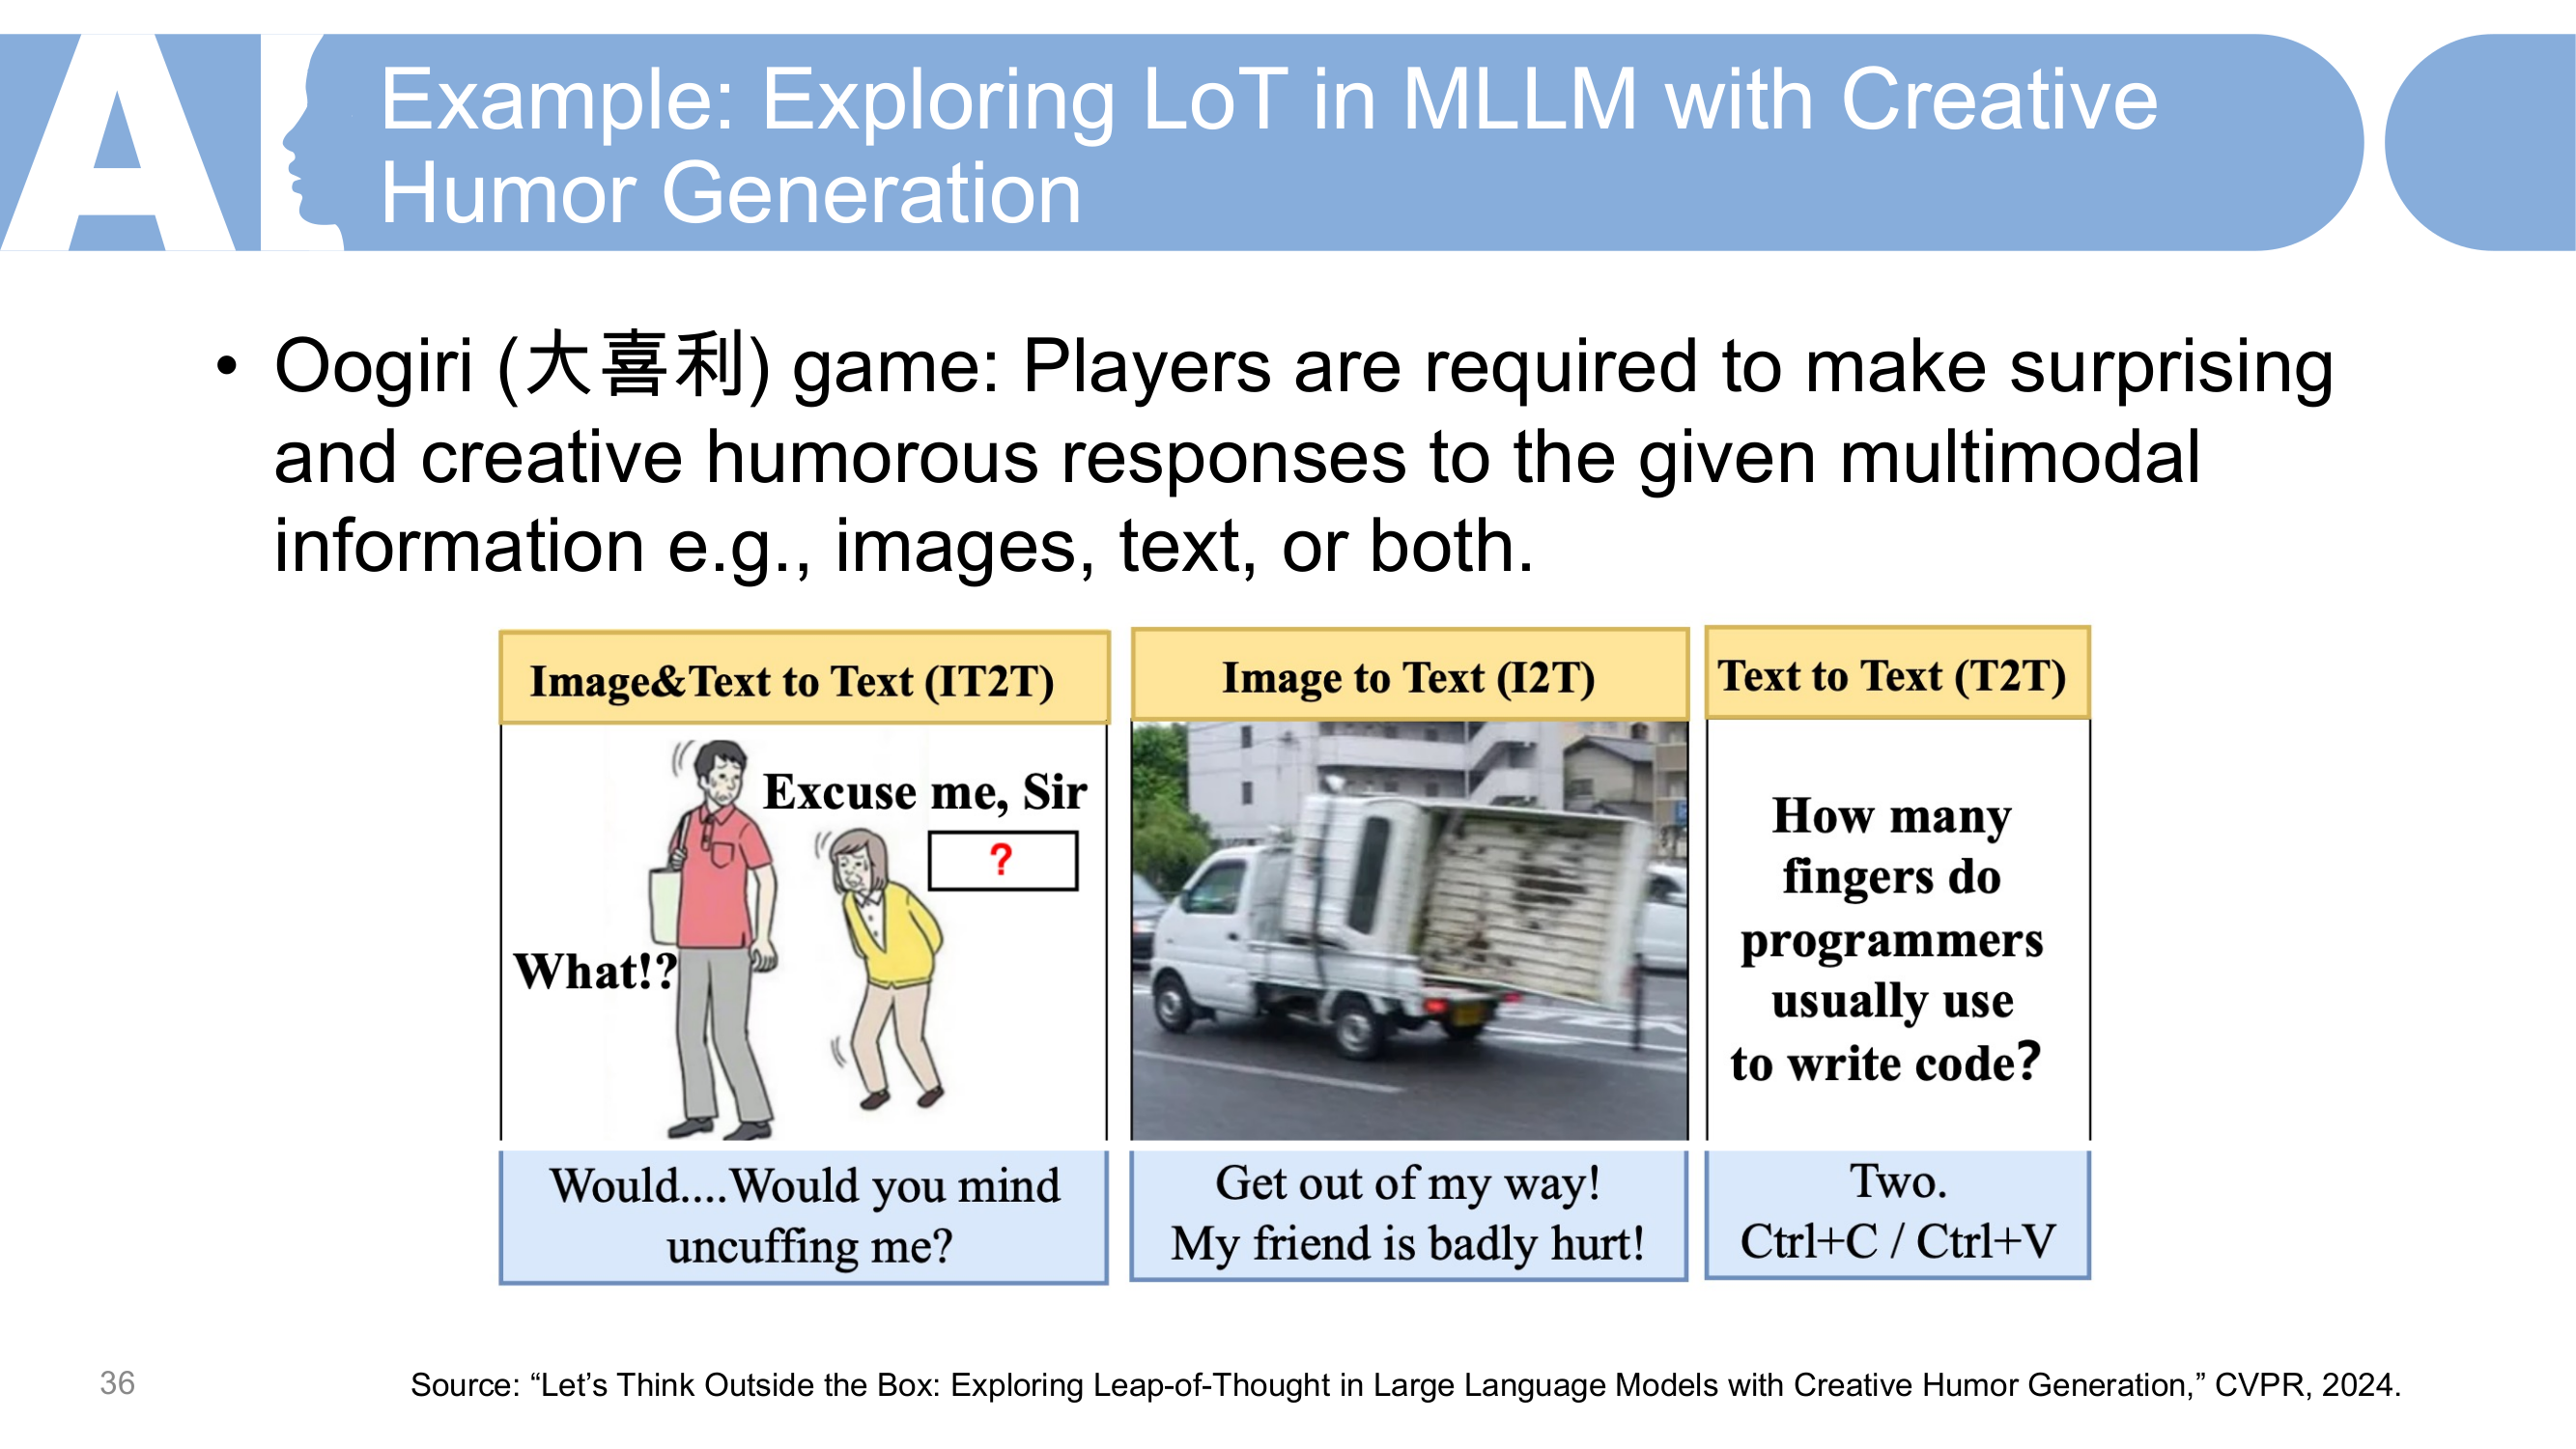 AI
Example: Exploring LoT in MLLM with Creative
Humor Generation
• Oogiri (大喜利) game: Players are required to make surprising
and creative humorous responses to the given multimodal
information e.g., images, text, or both.
Image&Text to Text (IT2T)
Excuse me, Sir
?
What!?
Would....Would you mind
uncuffing me?
Image to Text (I2T)
Get out of my way!
My friend is badly hurt!
Text to Text (T2T)
How many
fingers do
programmers
usually use
to write code?
Two.
Ctrl+C / Ctrl+V
36
Source: “Let’s Think Outside the Box: Exploring Leap-of-Thought in Large Language Models with Creative Humor Generation,” CVPR, 2024.